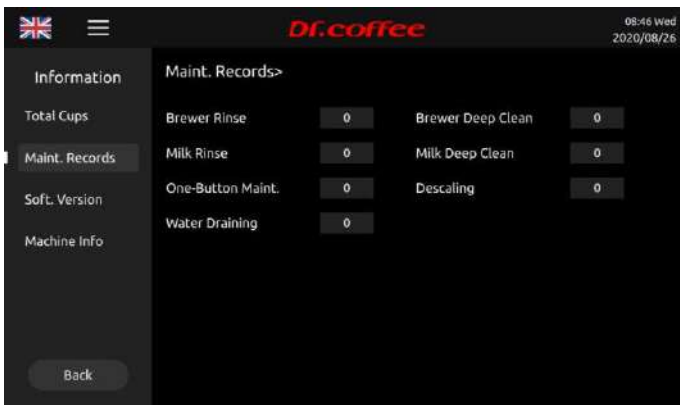 Dr.coffee
08:46 Wed
2020/08/26
Information
Total Cups
Maint. Records
Soft. Version
Machine Info
Back
Maint. Records>
Brewer Rinse 0 Brewer Deep Clean 0
Milk Rinse 0 Milk Deep Clean 0
One-Button Maint. 0 Descaling 0
Water Draining 0